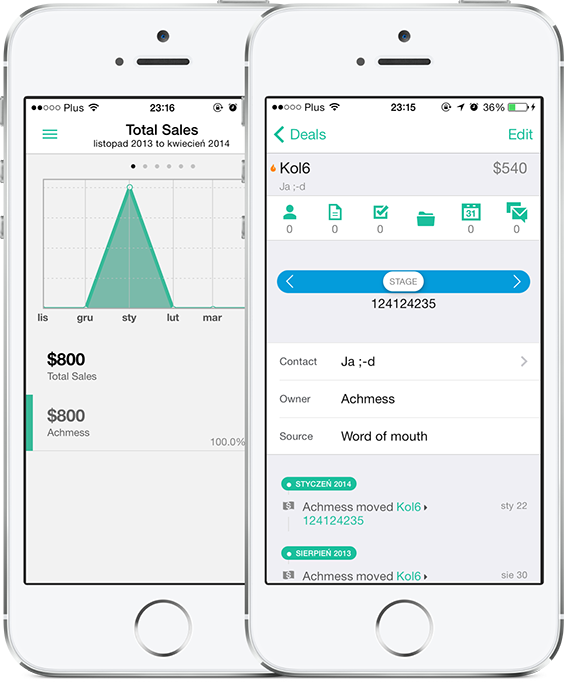 Plus 23:16
Total Sales
listopad 2013 to kwiecień 2014
lis gru sty lut mar
$800
Total Sales
$800
Achmess
100.0%
Plus 23:15 36%
Deals Edit
Kol6 $540
Ja ;-d
31
0 0 0 0 0
STAGE
124124235
Contact Ja ;-d
Owner Achmess
Source Word of mouth
STYCZEŃ 2014
Achmess moved Kol6 sty 22
124124235
SIERPIEŃ 2013
Achmess moved Kol6 sie 30